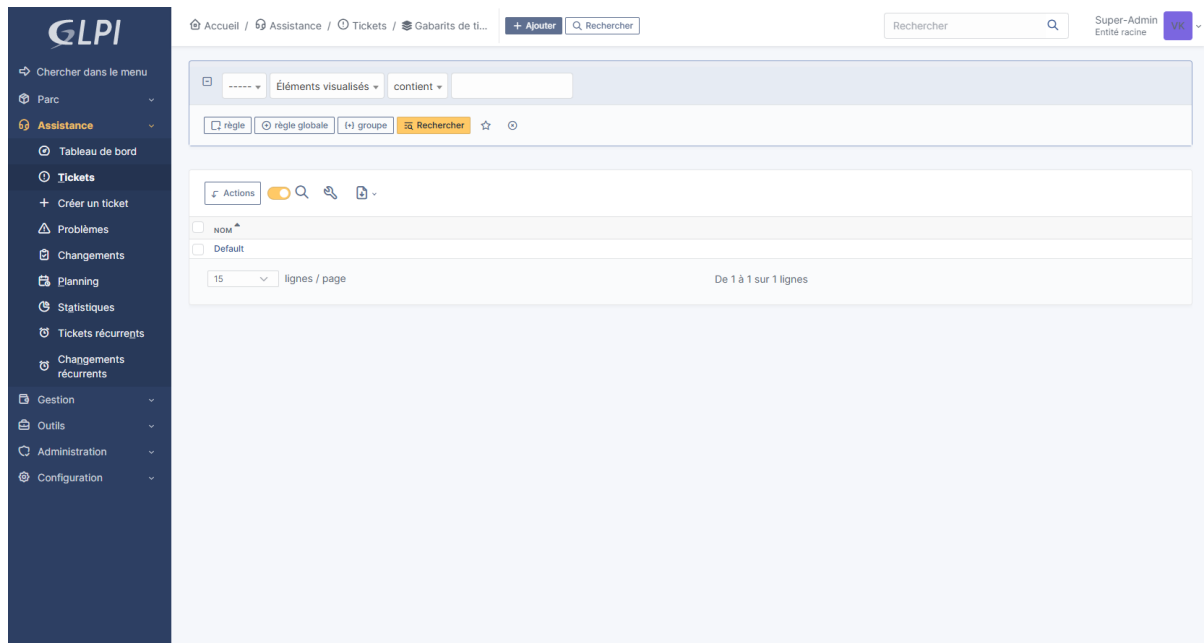 GLPI
Accueil / Assistance / Tickets / Gabarits de ti...
+ Ajouter
Rechercher
Rechercher
Super-Admin
Entité racine
VK
Chercher dans le menu
Parc
Assistance
Tableau de bord
Tickets
+ Créer un ticket
Problèmes
Changements
Planning
Statistiques
Tickets récurrents
Changements
récurrents
Gestion
Outils
Administration
Configuration
----- Éléments visualisés contient
règle règle globale (+) groupe Rechercher
Actions
NOM
Default
15 lignes / page De 1 à 1 sur 1 lignes